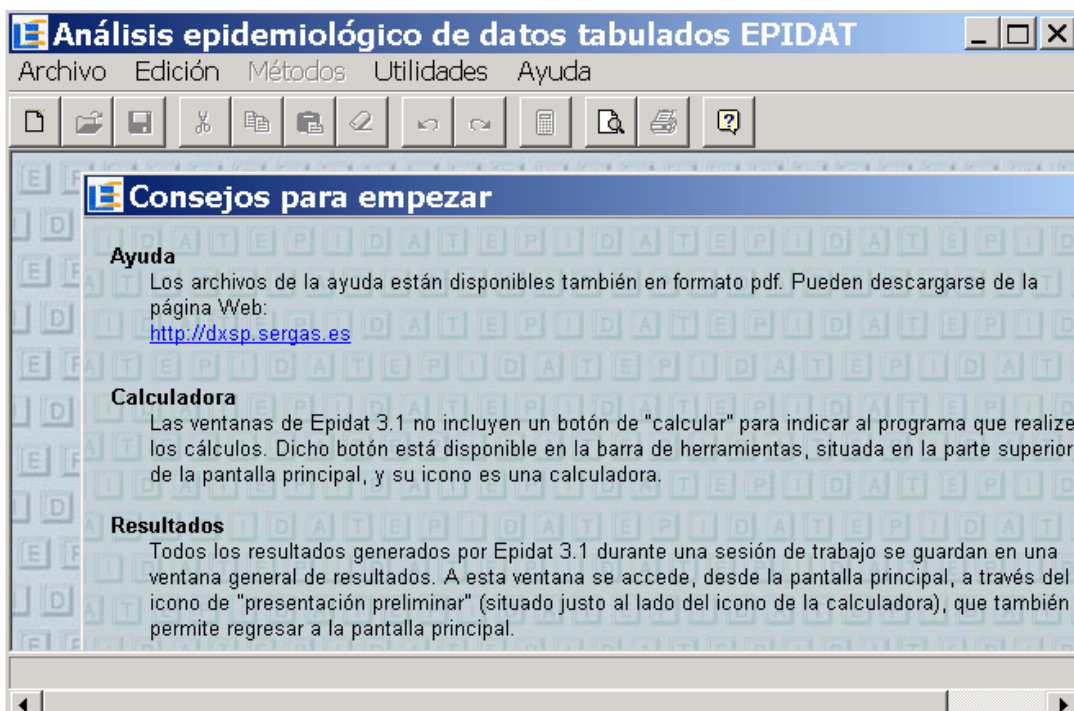 Análisis epidemiológico de datos tabulados EPIDAT
Archivo Edición Métodos Utilidades Ayuda
Consejos para empezar
Ayuda
Los archivos de la ayuda están disponibles también en formato pdf. Pueden descargarse de la
página Web:
http://dxsp.sergas.es
Calculadora
Las ventanas de Epidat 3.1 no incluyen un botón de "calcular" para indicar al programa que realize
los cálculos. Dicho botón está disponible en la barra de herramientas, situada en la parte superior
de la pantalla principal, y su icono es una calculadora.
Resultados
Todos los resultados generados por Epidat 3.1 durante una sesión de trabajo se guardan en una
ventana general de resultados. A esta ventana se accede, desde la pantalla principal, a través del
icono de "presentación preliminar" (situado justo al lado del icono de la calculadora), que también
permite regresar a la pantalla principal.